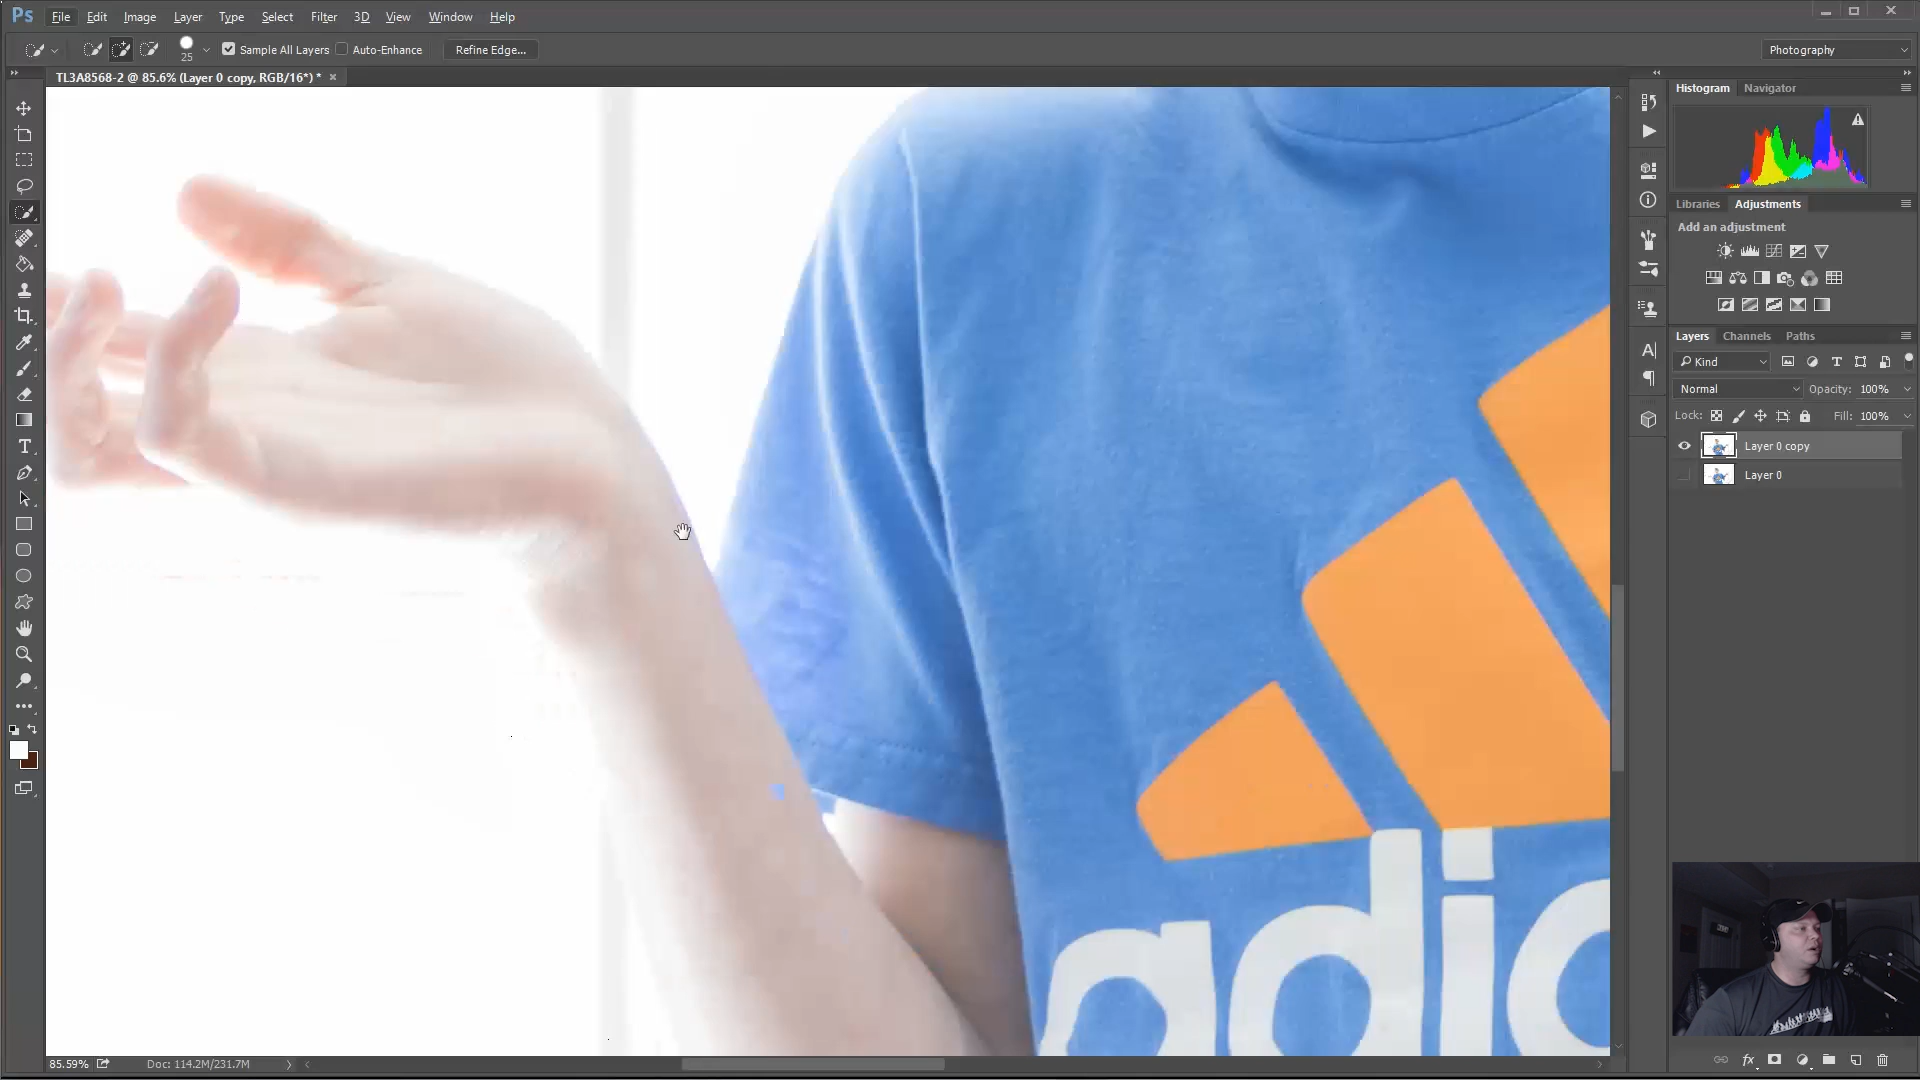 Ps File Edit Image Layer Type Select Filter 3D View Window Help
25 Sample All Layers Auto-Enhance Refine Edge... Photography
TL3A8568-2 @ 85.6% (Layer 0 copy, RGB/16*) * ×
Histogram Navigator
Libraries Adjustments
Add an adjustment
Layers Channels Paths
Kind
Normal Opacity: 100%
Lock: Fill: 100%
Layer 0 copy
Layer 0
adi
85.59% Doc: 114.2M/231.7M